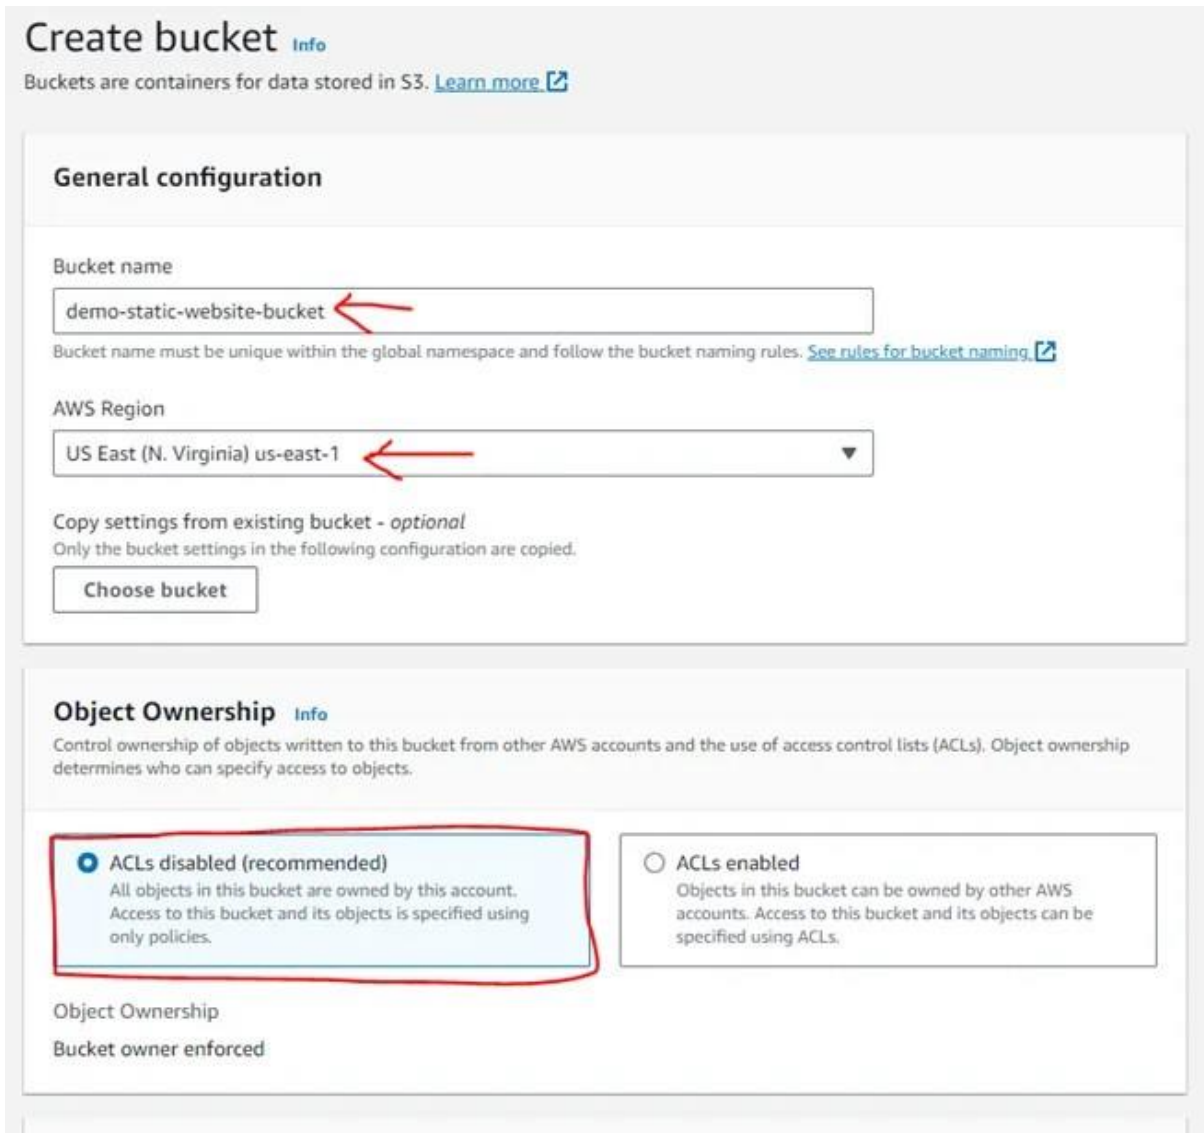 Create bucket Info
Buckets are containers for data stored in S3. Learn more
General configuration
Bucket name
demo-static-website-bucket
Bucket name must be unique within the global namespace and follow the bucket naming rules. See rules for bucket naming
AWS Region
US East (N. Virginia) us-east-1
Copy settings from existing bucket - optional
Only the bucket settings in the following configuration are copied.
Choose bucket
Object Ownership Info
Control ownership of objects written to this bucket from other AWS accounts and the use of access control lists (ACLs). Object ownership
determines who can specify access to objects.
ACLs disabled (recommended)
All objects in this bucket are owned by this account.
Access to this bucket and its objects is specified using
only policies.
ACLs enabled
Objects in this bucket can be owned by other AWS
accounts. Access to this bucket and its objects can be
specified using ACLs.
Object Ownership
Bucket owner enforced